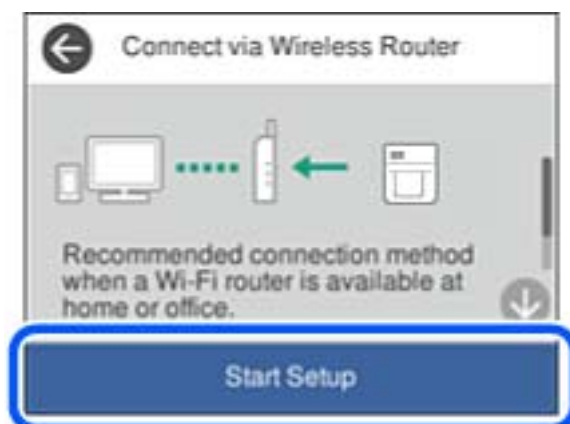 Connect via Wireless Router
Recommended connection method
when a Wi-Fi router is available at
home or office.
Start Setup